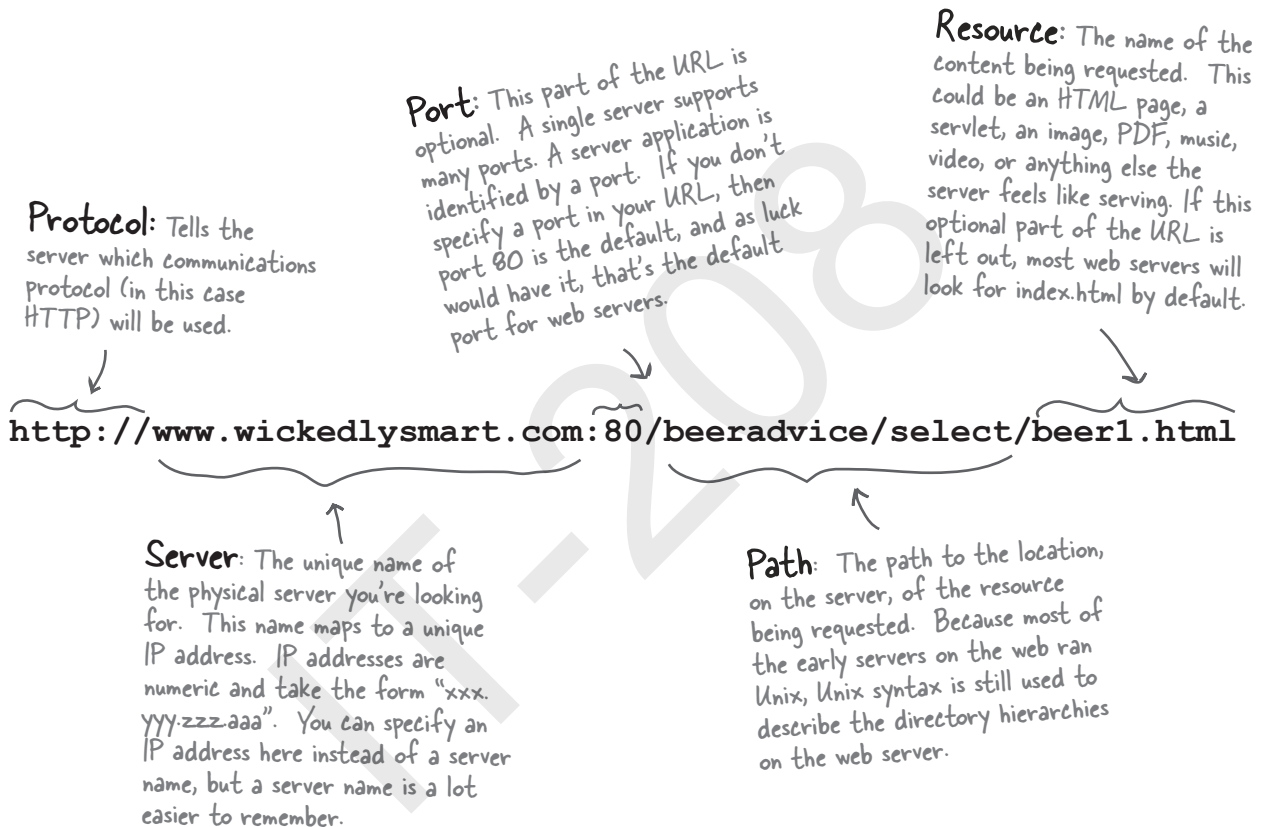 Resource: The name of the
content being requested. This
could be an HTML page, a
servlet, an image, PDF, music,
video, or anything else the
server feels like serving. If this
optional part of the URL is
left out, most web servers will
look for index.html by default.
Port: This part of the URL is
optional. A single server supports
many ports. A server application is
identified by a port. If you don't
specify a port in your URL, then
port 80 is the default, and as luck
would have it, that's the default
port for web servers.
Protocol: Tells the
server which communications
protocol (in this case
HTTP) will be used.
http://www.wickedlysmart.com:80/beeradvice/select/beer1.html
Server: The unique name of
the physical server you're looking
for. This name maps to a unique
IP address. IP addresses are
numeric and take the form “xxx.
yyy.zzz.aaa”. You can specify an
IP address here instead of a server
name, but a server name is a lot
easier to remember.
Path: The path to the location,
on the server, of the resource
being requested. Because most of
the early servers on the web ran
Unix, Unix syntax is still used to
describe the directory hierarchies
on the web server.
IT-208